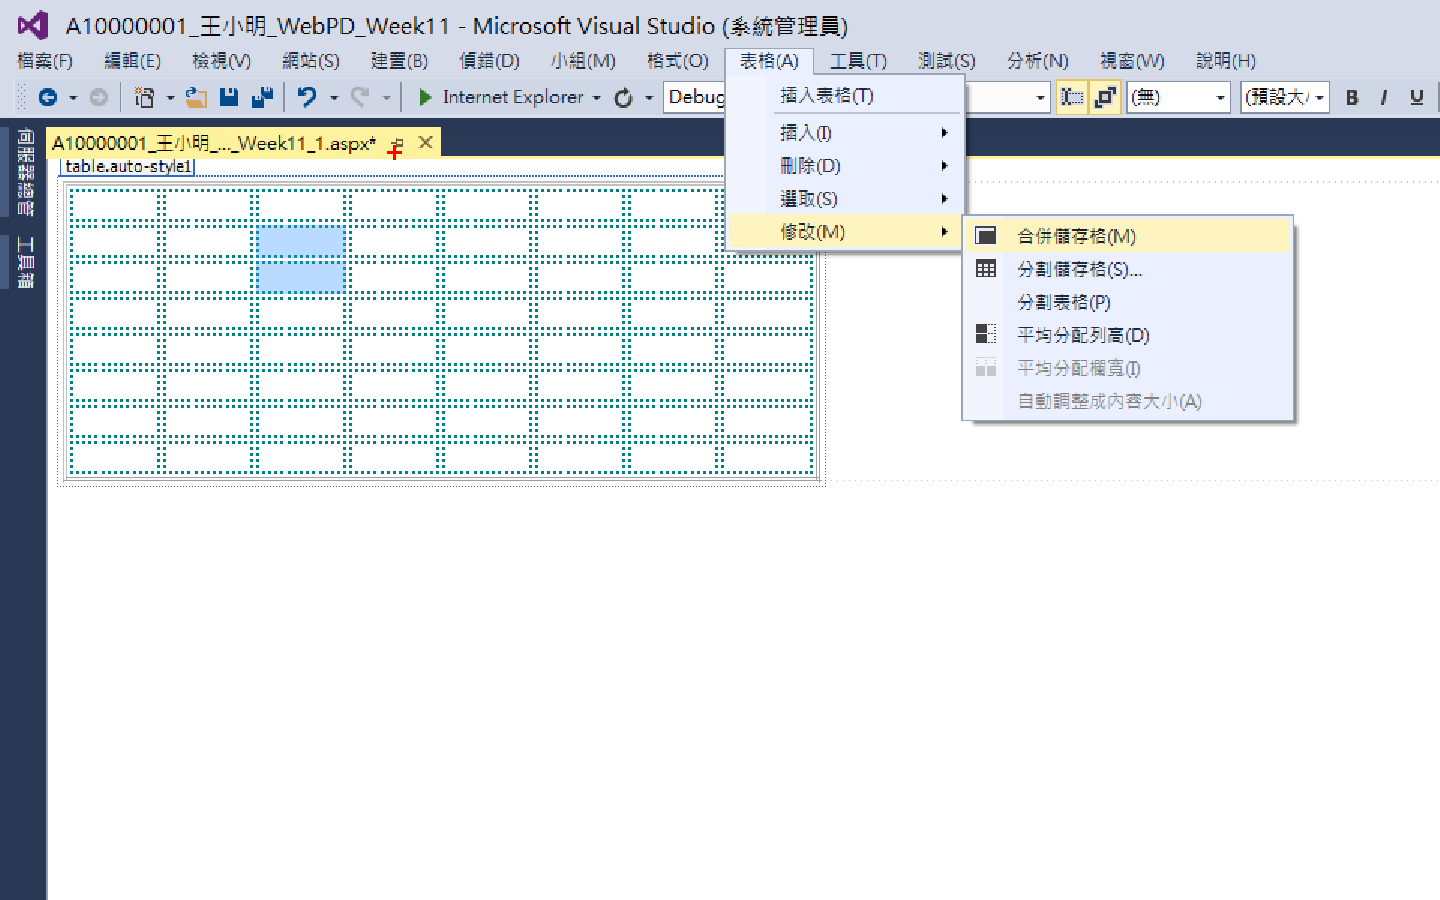 A10000001_王小明_WebPD_Week11 - Microsoft Visual Studio (系統管理員)
檔案(F) 編輯(E) 檢視(V) 網站(S) 建置(B) 偵錯(D) 小組(M) 格式(O) 表格(A) 工具(T) 測試(S) 分析(N) 視窗(W) 說明(H)
Internet Explorer Debug (無) (預設大小 B I U
插入表格(T)
插入(I)
刪除(D)
選取(S)
修改(M)
合併儲存格(M)
分割儲存格(S)...
分割表格(P)
平均分配列高(D)
平均分配欄寬(I)
自動調整成內容大小(A)
伺服器總管
工具箱
A10000001_王小明_..._Week11_1.aspx*
table.auto-style1